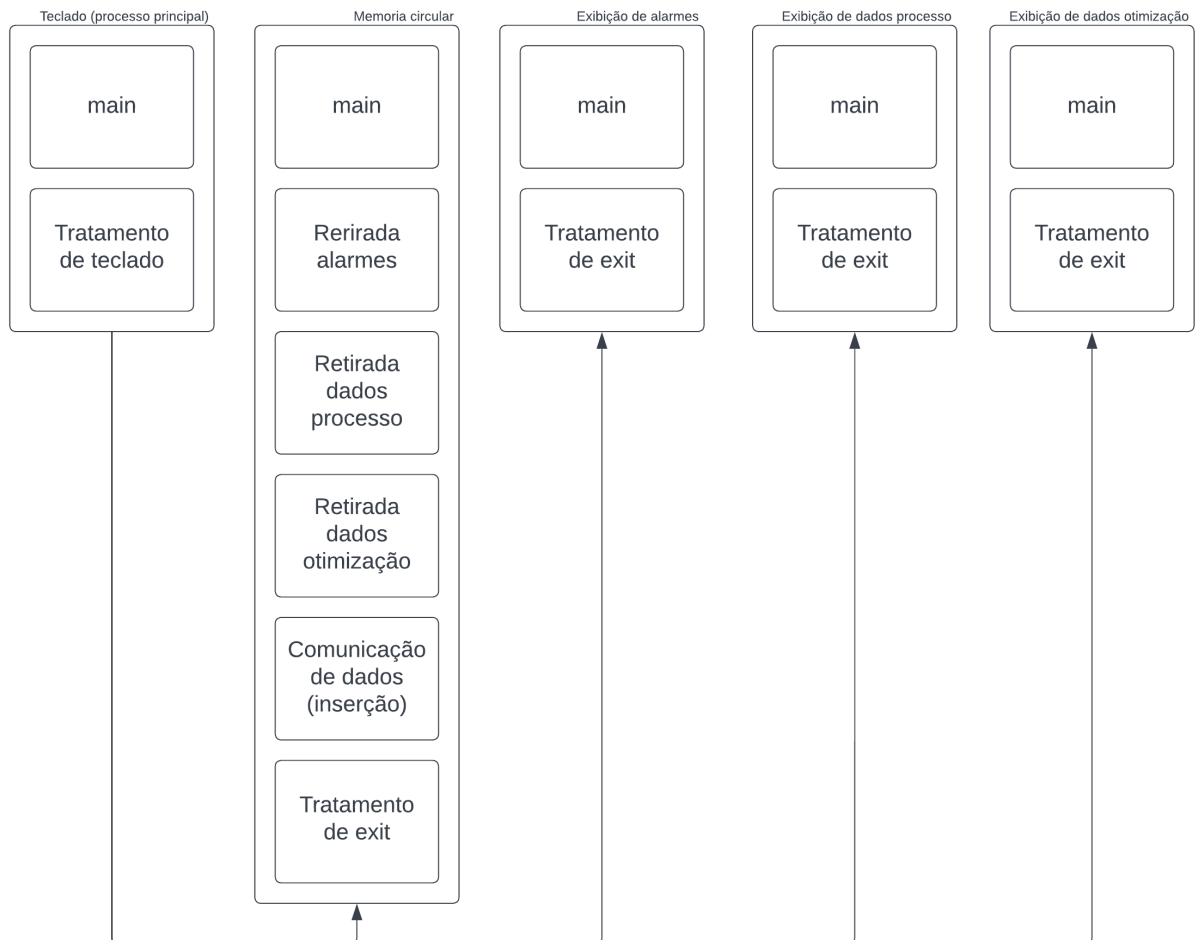 Teclado (processo principal)
main
Tratamento
de teclado
Memoria circular
main
Rerirada
alarmes
Retirada
dados
processo
Retirada
dados
otimização
Comunicação
de dados
(inserção)
Tratamento
de exit
Exibição de alarmes
main
Tratamento
de exit
Exibição de dados processo
main
Tratamento
de exit
Exibição de dados otimização
main
Tratamento
de exit